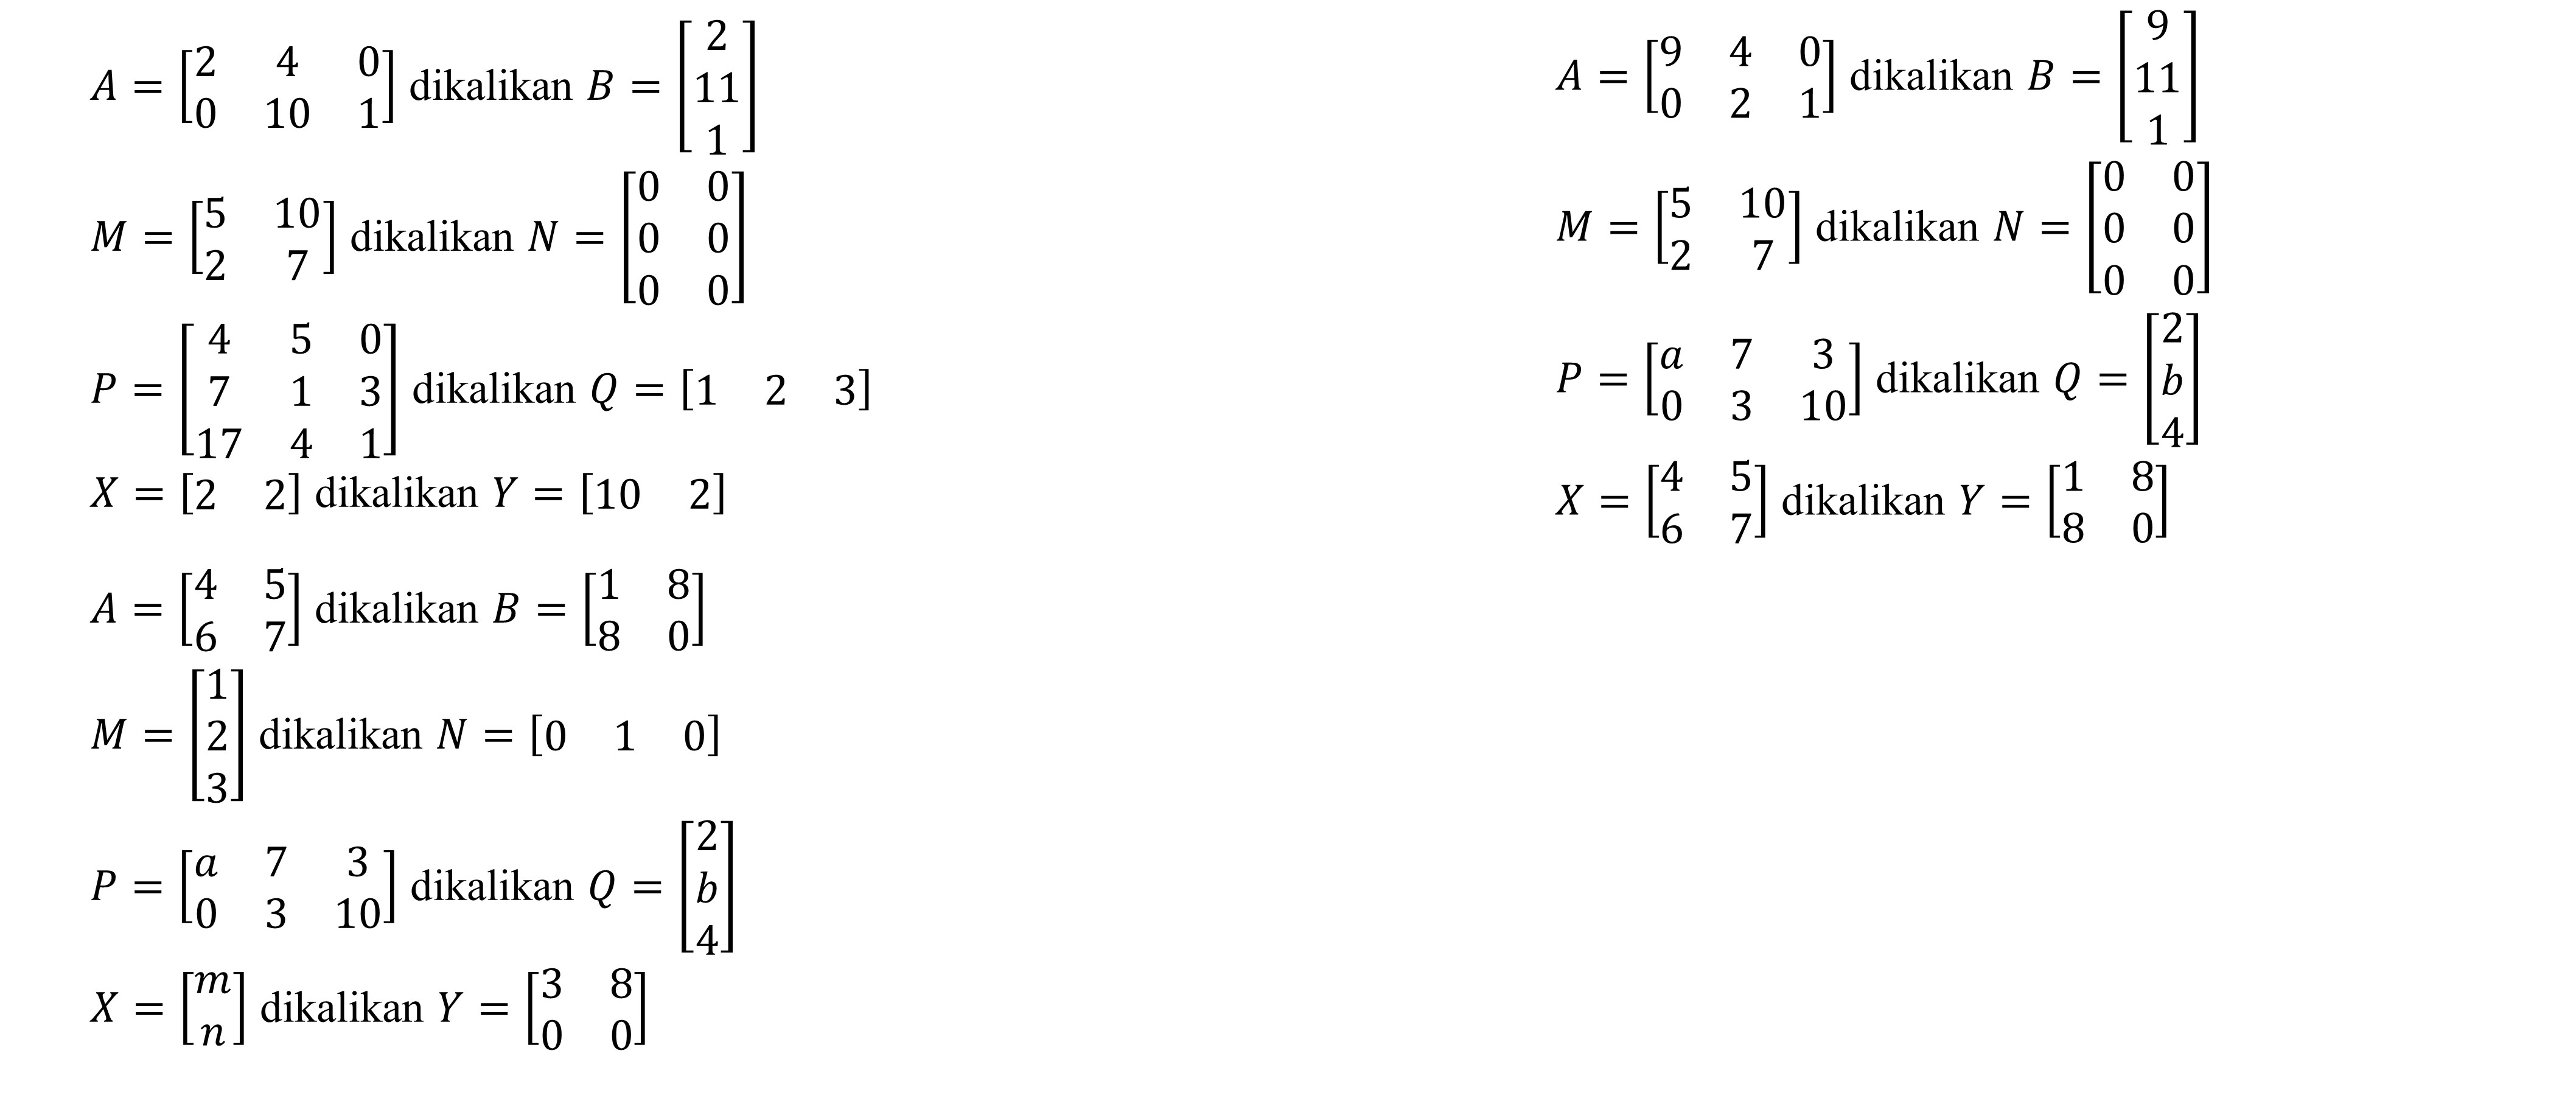 A = [2 4 0; 0 10 1] dikalikan B = [2; 11; 1]
M = [5 10; 2 7] dikalikan N = [0 0; 0 0; 0 0]
P = [4 5 0; 7 1 3; 17 4 1] dikalikan Q = [1 2 3]
X = [2 2] dikalikan Y = [10 2]
A = [4 5; 6 7] dikalikan B = [1 8; 8 0]
M = [1; 2; 3] dikalikan N = [0 1 0]
P = [a 7 3; 0 3 10] dikalikan Q = [2; b; 4]
X = [m; n] dikalikan Y = [3 8; 0 0]
A = [9 4 0; 0 2 1] dikalikan B = [9; 11; 1]
M = [5 10; 2 7] dikalikan N = [0 0; 0 0; 0 0]
P = [a 7 3; 0 3 10] dikalikan Q = [2; b; 4]
X = [4 5; 6 7] dikalikan Y = [1 8; 8 0]